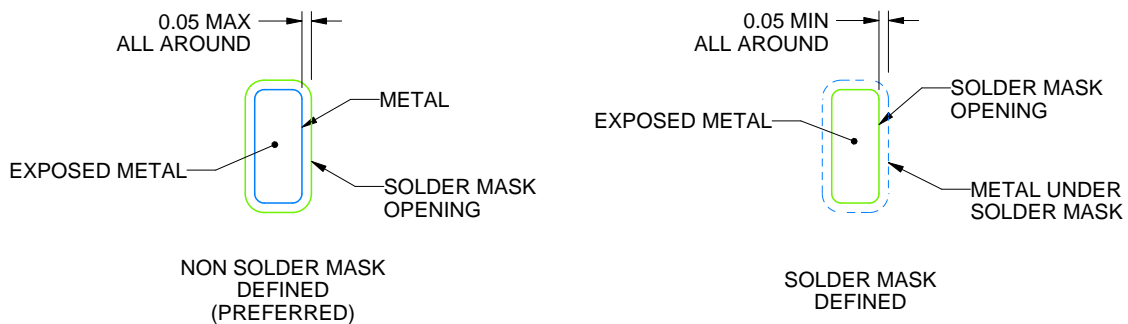 0.05 MAX
ALL AROUND
METAL
EXPOSED METAL
SOLDER MASK
OPENING
NON SOLDER MASK
DEFINED
(PREFERRED)
0.05 MIN
ALL AROUND
SOLDER MASK
OPENING
EXPOSED METAL
METAL UNDER
SOLDER MASK
SOLDER MASK
DEFINED